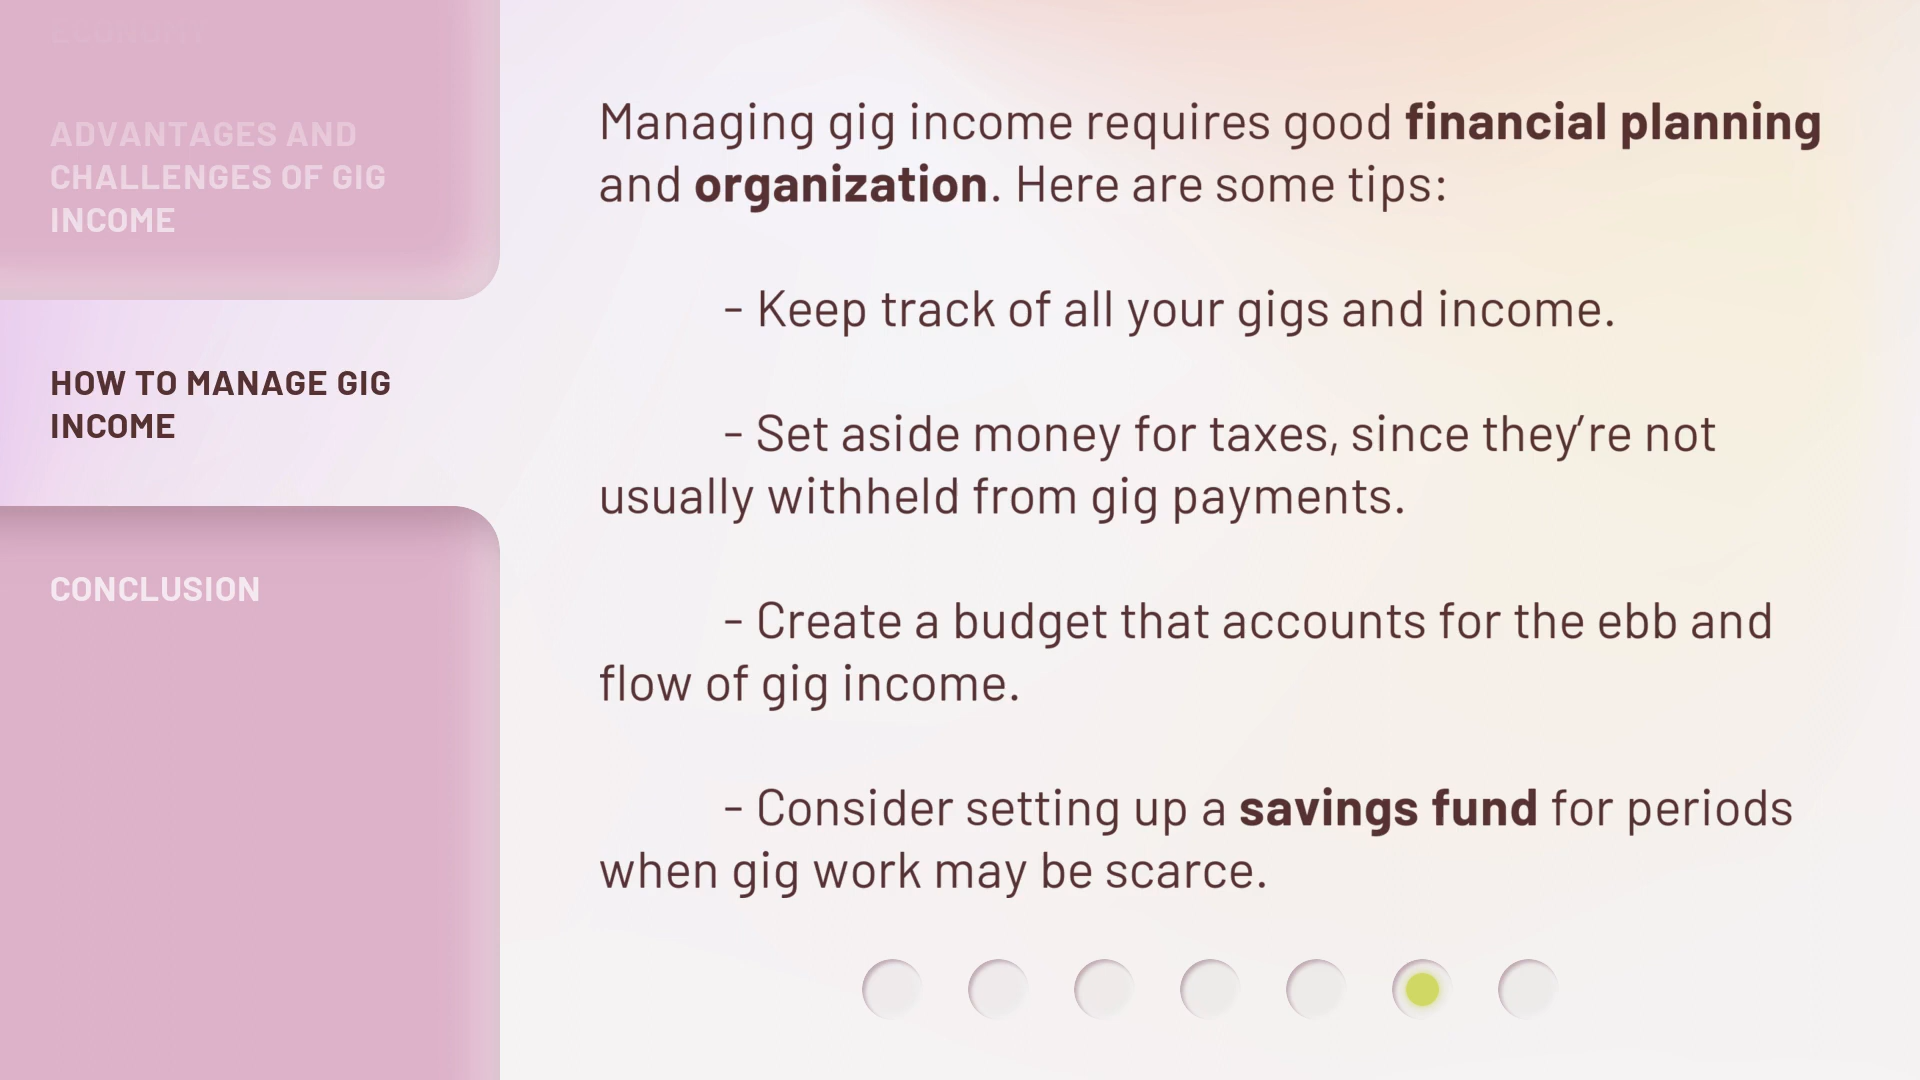 ECONOMY
ADVANTAGES AND
CHALLENGES OF GIG
INCOME
HOW TO MANAGE GIG
INCOME
CONCLUSION
Managing gig income requires good financial planning
and organization. Here are some tips:
- Keep track of all your gigs and income.
- Set aside money for taxes, since they’re not
usually withheld from gig payments.
- Create a budget that accounts for the ebb and
flow of gig income.
- Consider setting up a savings fund for periods
when gig work may be scarce.